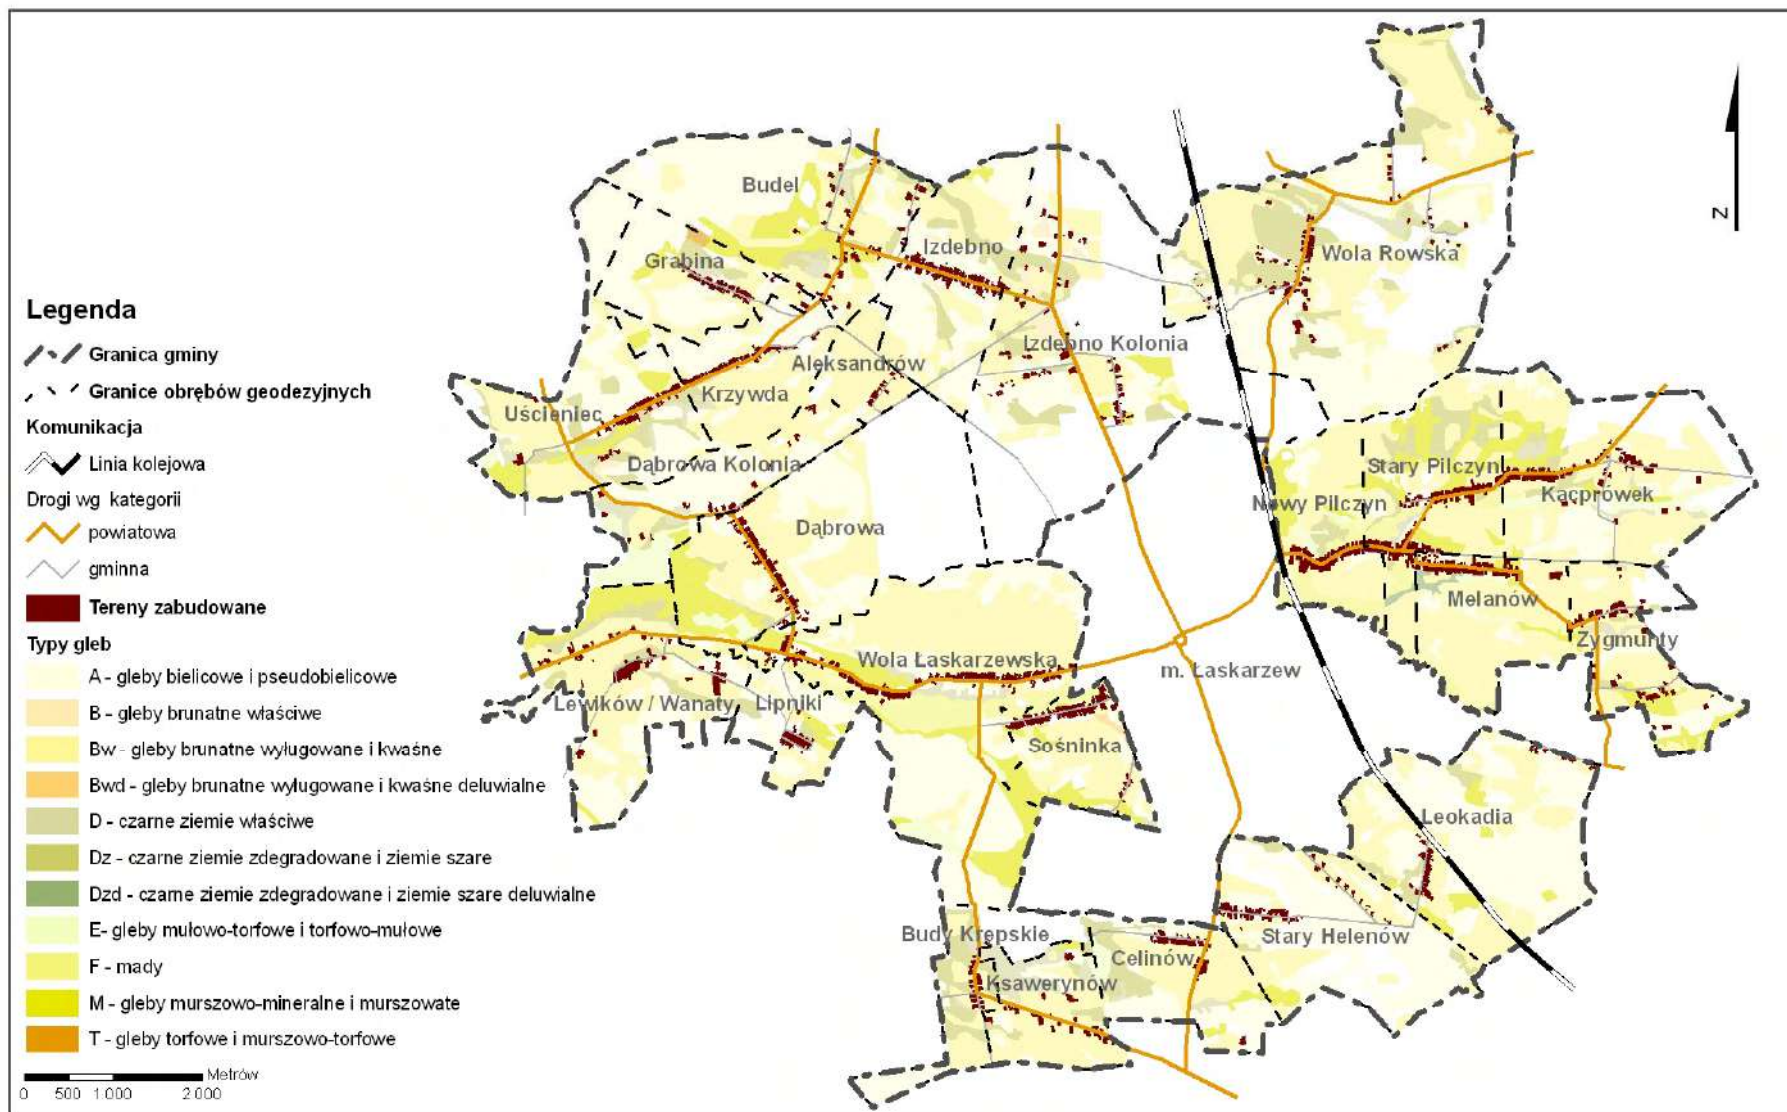 Budel
Izdebno
Grabina
Wola Rowska
Z
Legenda
Granica gminy
Granice obrębów geodezyjnych
Komunikacja
Linia kolejowa
Drogi wg kategorii
powiatowa
gminna
Tereny zabudowane
Typy gleb
A - gleby bielicowe i pseudobielicowe
B - gleby brunatne właściwe
Bw - gleby brunatne wyługowane i kwaśne
Bwd - gleby brunatne wyługowane i kwaśne deluwialne
D - czarne ziemie właściwe
Dz - czarne ziemie zdegradowane i ziemie szare
Dzd - czarne ziemie zdegradowane i ziemie szare deluwialne
E- gleby mułowo-torfowe i torfowo-mułowe
F - mady
M - gleby murszowo-mineralne i murszowate
T - gleby torfowe i murszowo-torfowe
Metrów
0 500 1 000 2 000
Izdebno Kolonia
Aleksandrów
Krzywda
Uścieniec
Dąbrowa Kolonia
Stary Pilczyn
Kacprówek
Nowy Pilczyn
Dąbrowa
Melanów
Zygmunty
Wola Łaskarzewska
m. Łaskarzew
Lewików / Wanaty
Lipniki
Sośninka
Leokadia
Budy Krępskie
Stary Helenów
Celinów
Ksawerynów